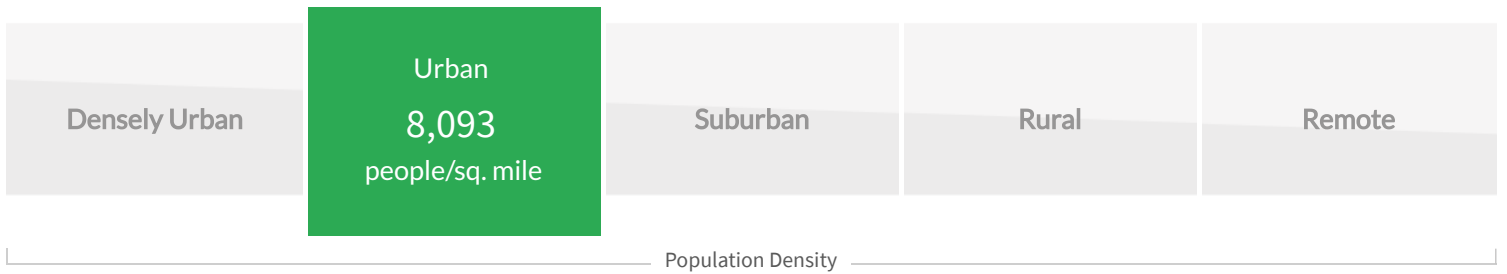 Densely Urban
Urban
8,093
people/sq. mile
Suburban
Rural
Remote
Population Density